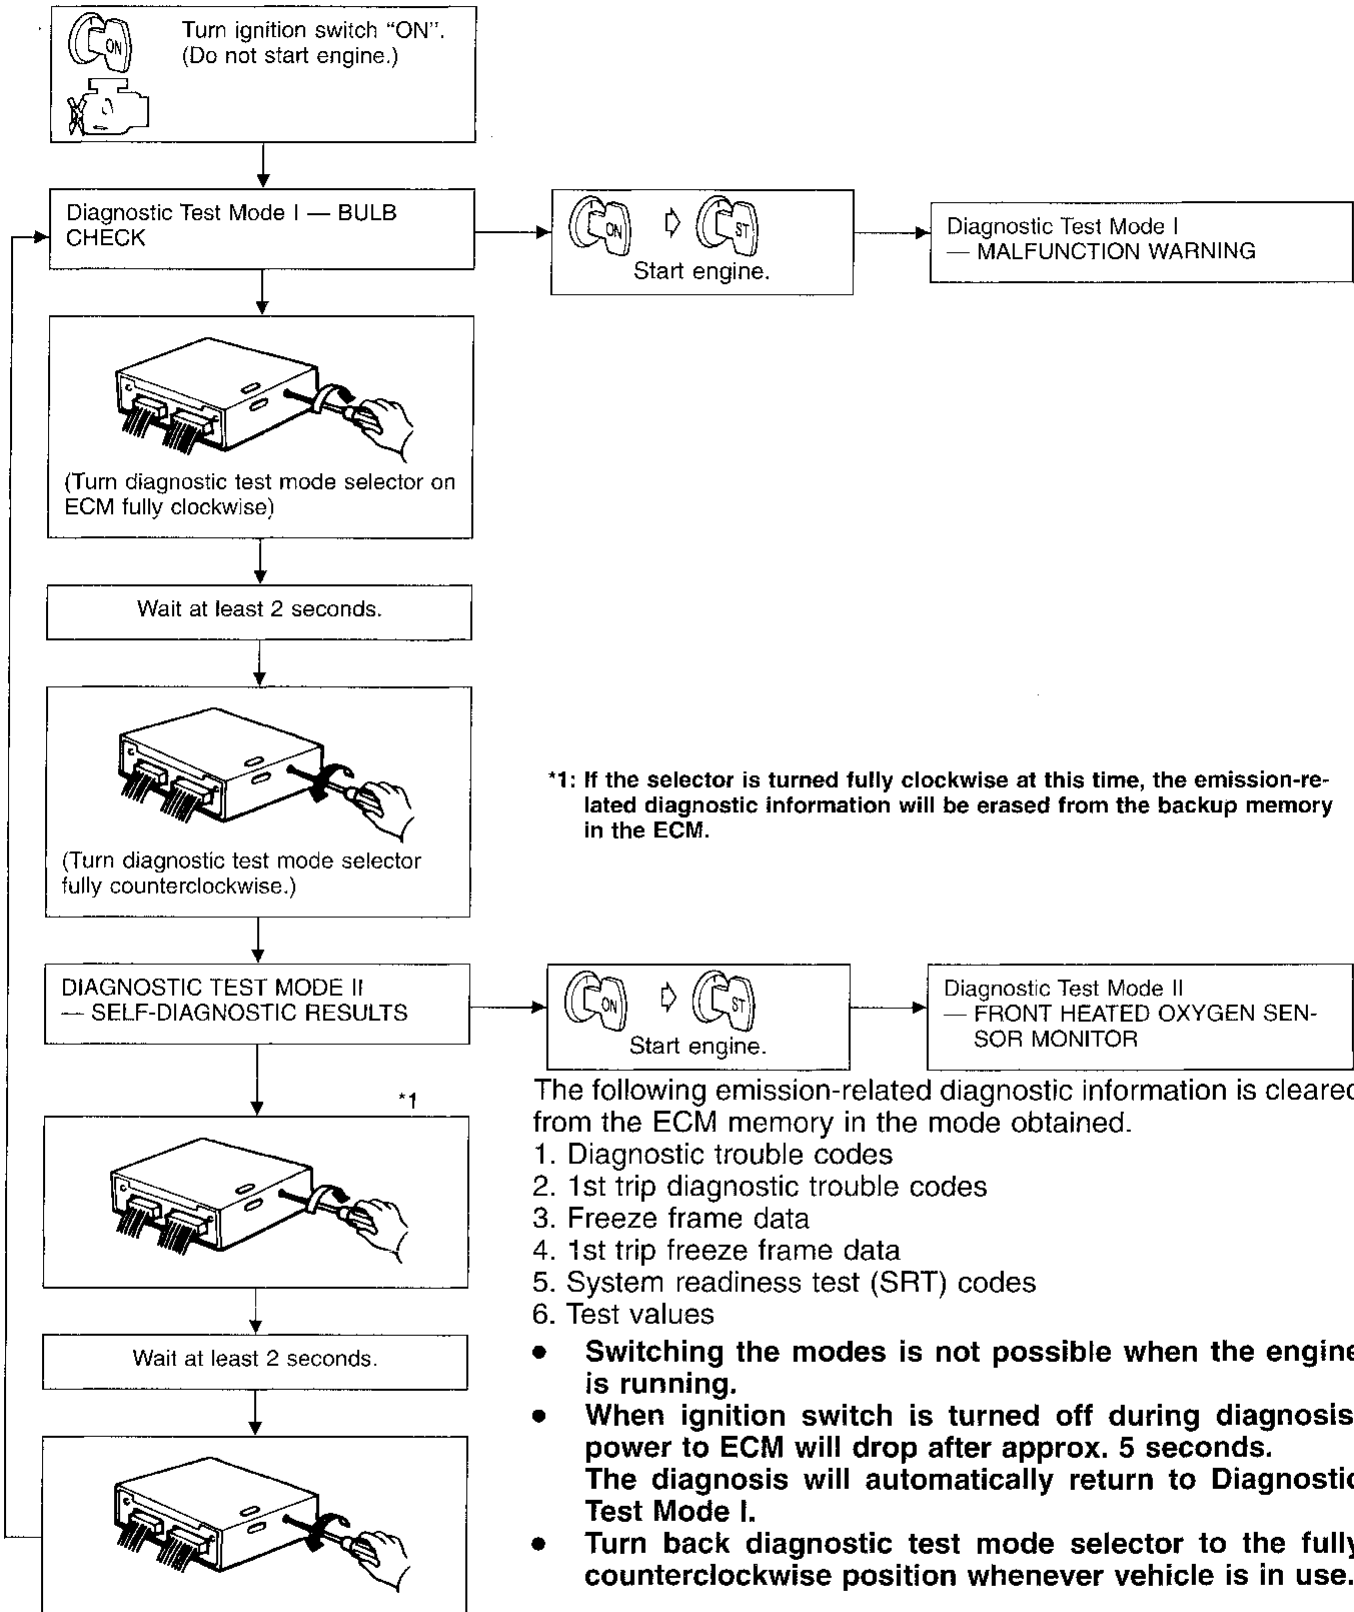 ON
Turn ignition switch “ON”.
(Do not start engine.)
Diagnostic Test Mode I — BULB
CHECK
ON
ST
Start engine.
Diagnostic Test Mode I
— MALFUNCTION WARNING
(Turn diagnostic test mode selector on
ECM fully clockwise)
Wait at least 2 seconds.
(Turn diagnostic test mode selector
fully counterclockwise.)
*1: If the selector is turned fully clockwise at this time, the emission-re-
lated diagnostic information will be erased from the backup memory
in the ECM.
DIAGNOSTIC TEST MODE II
— SELF-DIAGNOSTIC RESULTS
ON
ST
Start engine.
Diagnostic Test Mode II
— FRONT HEATED OXYGEN SEN-
SOR MONITOR
*1
Wait at least 2 seconds.
The following emission-related diagnostic information is cleared
from the ECM memory in the mode obtained.
1. Diagnostic trouble codes
2. 1st trip diagnostic trouble codes
3. Freeze frame data
4. 1st trip freeze frame data
5. System readiness test (SRT) codes
6. Test values
● Switching the modes is not possible when the engine
is running.
● When ignition switch is turned off during diagnosis
power to ECM will drop after approx. 5 seconds.
The diagnosis will automatically return to Diagnostic
Test Mode I.
● Turn back diagnostic test mode selector to the fully
counterclockwise position whenever vehicle is in use.